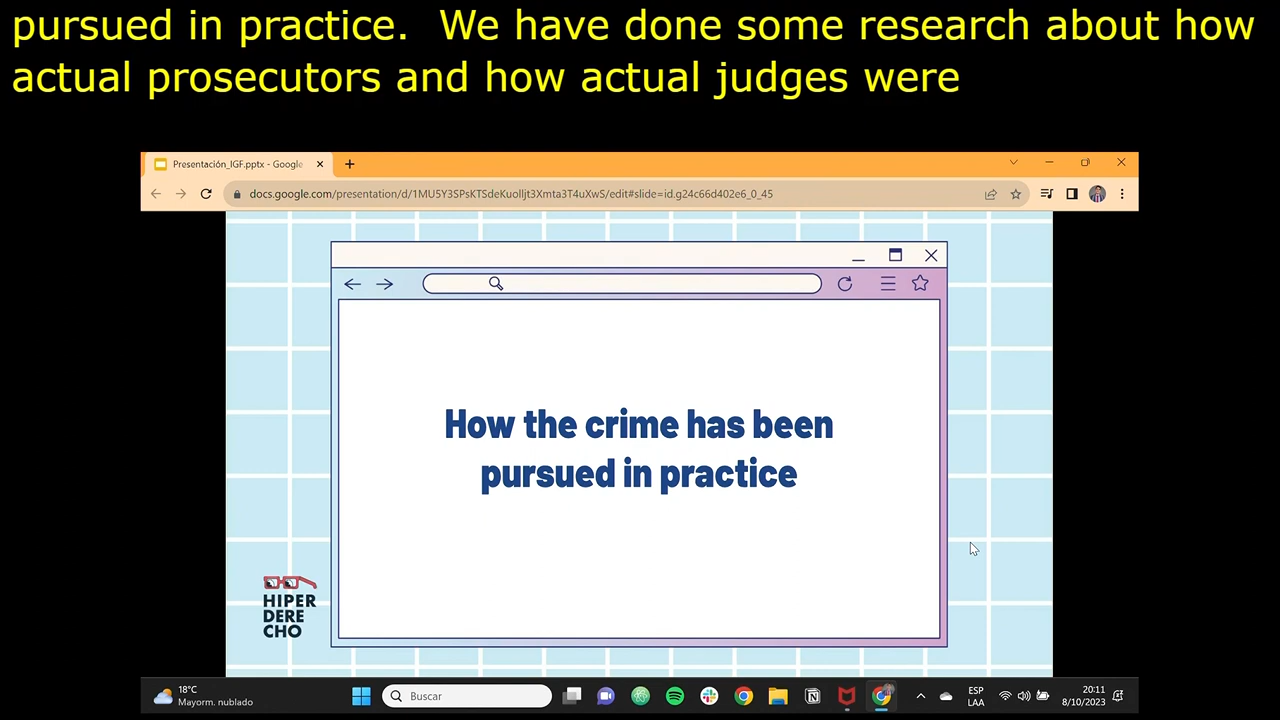 pursued in practice.  We have done some research about how
actual prosecutors and how actual judges were
Presentación_IGF.pptx - Google
docs.google.com/presentation/d/1MU5Y3SPsKTSdeKuolljt3Xmta3T4uXwS/edit#slide=id.g24c66d402e6_0_45
How the crime has been
pursued in practice
HIPER
DERE
CHO
18°C
Mayorm. nublado
Buscar
ESP
LAA
20:11
8/10/2023